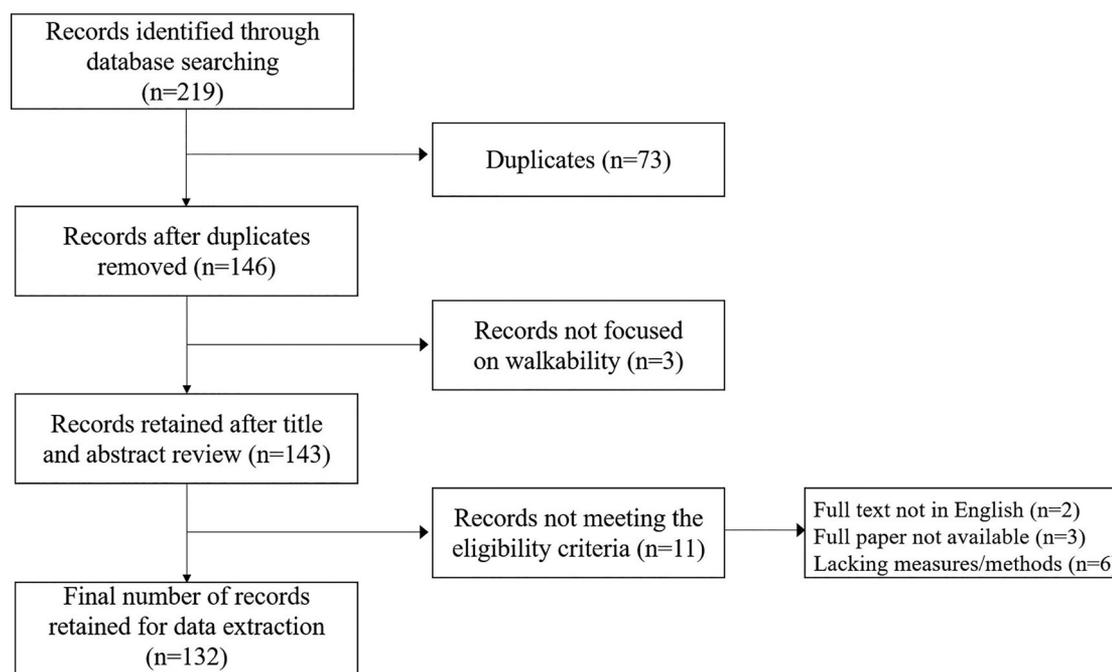 Records identified through
database searching
(n=219)
Duplicates (n=73)
Records after duplicates
removed (n=146)
Records not focused
on walkability (n=3)
Records retained after title
and abstract review (n=143)
Records not meeting the
eligibility criteria (n=11)
Full text not in English (n=2)
Full paper not available (n=3)
Lacking measures/methods (n=6
Final number of records
retained for data extraction
(n=132)